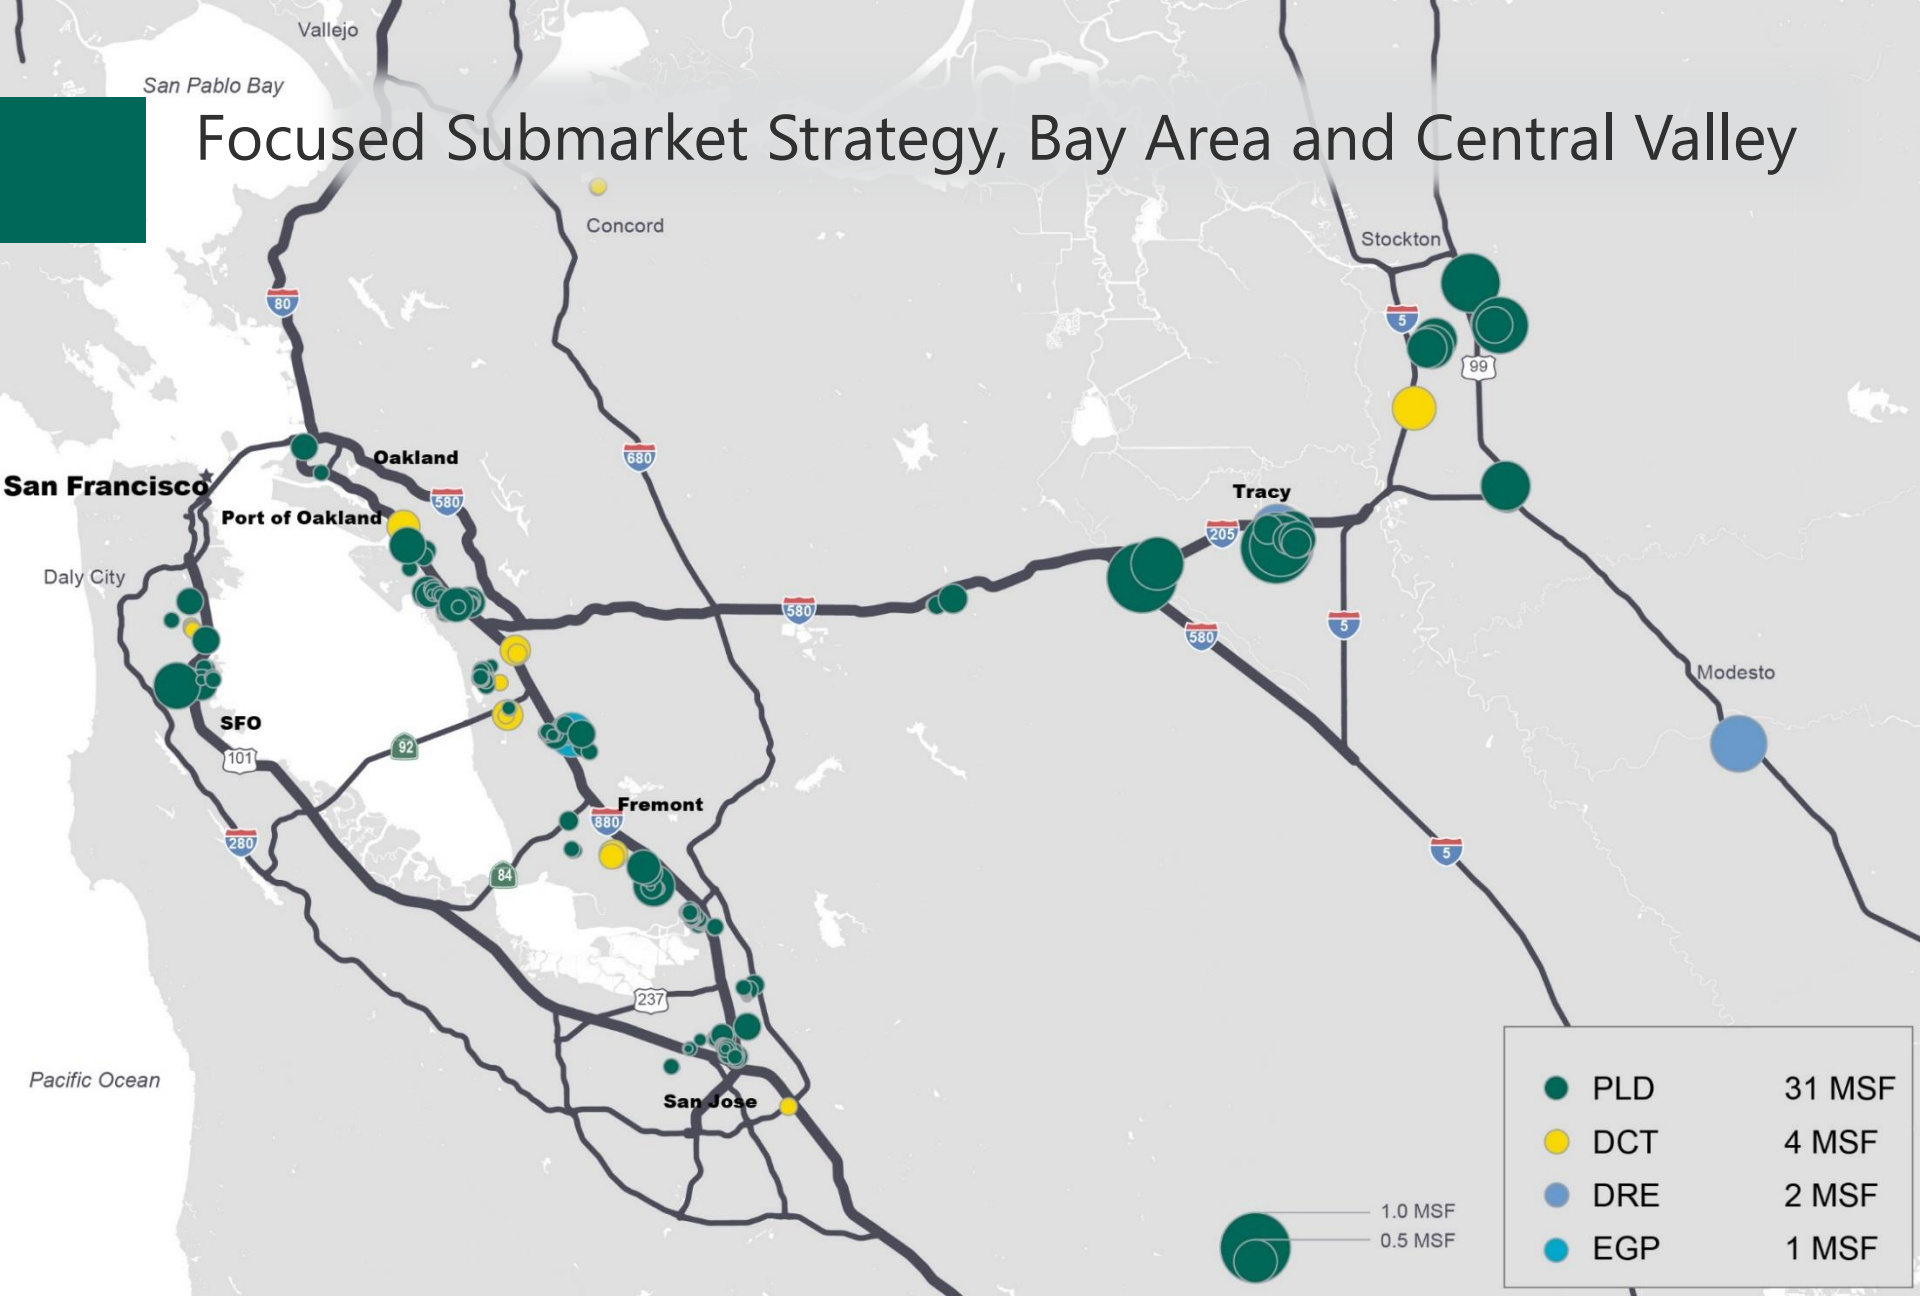 Vallejo
San Pablo Bay
Focused Submarket Strategy, Bay Area and Central Valley
Concord
Stockton
80
5
99
Oakland
680
San Francisco
580
Tracy
Port of Oakland
205
Daly City
580
5
580
Modesto
SFO
92
101
Fremont
880
280
5
84
237
Pacific Ocean
San Jose
PLD 31 MSF
DCT 4 MSF
DRE 2 MSF
EGP 1 MSF
1.0 MSF
0.5 MSF